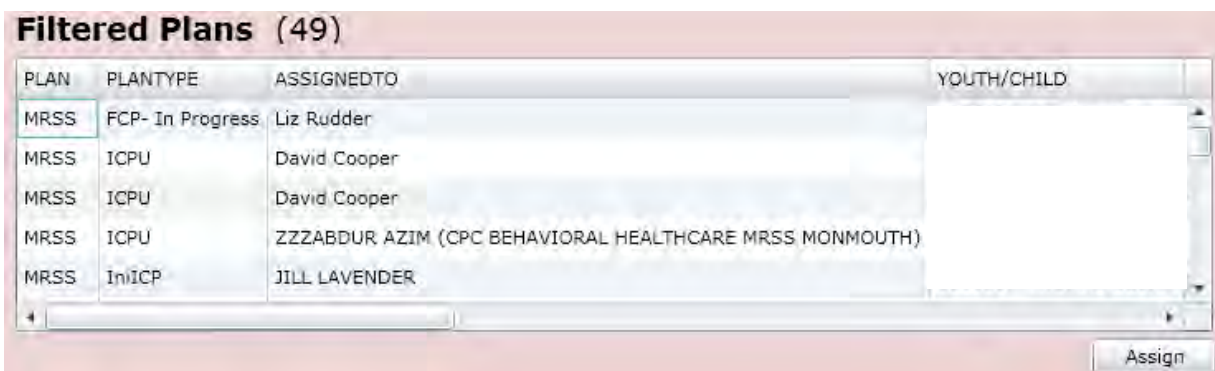 Filtered Plans (49)
PLAN PLANTYPE ASSIGNEDTO YOUTH/CHILD
MRSS FCP- In Progress Liz Rudder
MRSS ICPU David Cooper
MRSS ICPU David Cooper
MRSS ICPU ZZZABDUR AZIM (CPC BEHAVIORAL HEALTHCARE MRSS MONMOUTH)
MRSS IniICP JILL LAVENDER
Assign